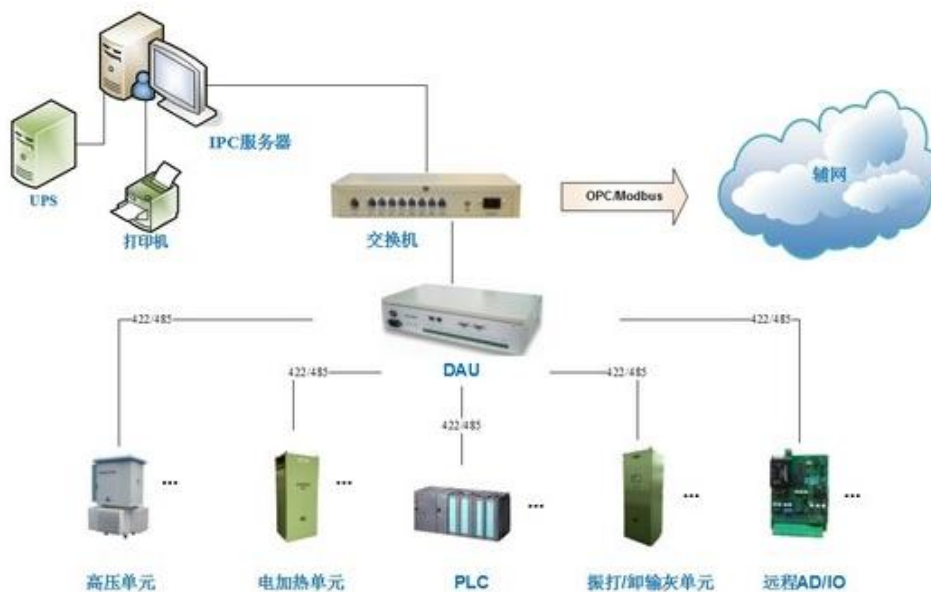 IPC服务器
UPS
打印机
交换机
OPC/Modbus
辅网
422/485
422/485
DAU
422/485
422/485
422/485
...
...
...
...
...
高压单元
电加热单元
PLC
振打/卸输灰单元
远程AD/IO